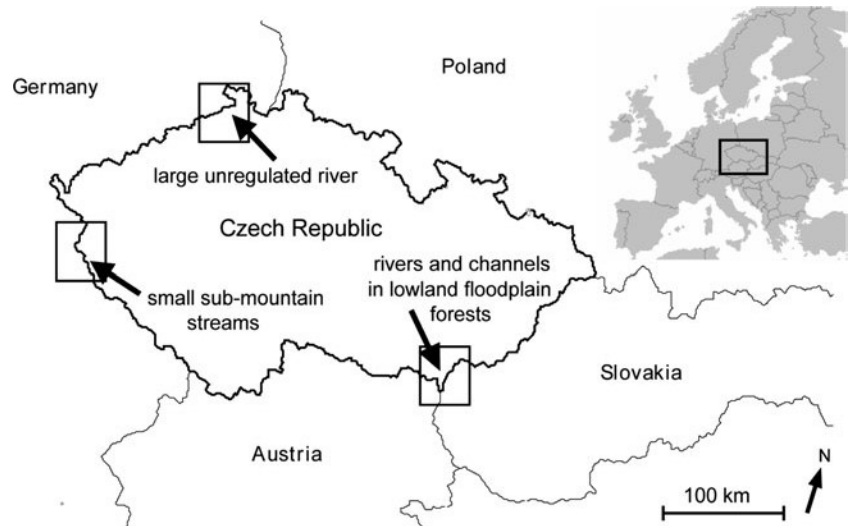 Germany
Poland
large unregulated river
Czech Republic
rivers and channels
in lowland floodplain
forests
small sub-mountain
streams
Slovakia
Austria
N
100 km